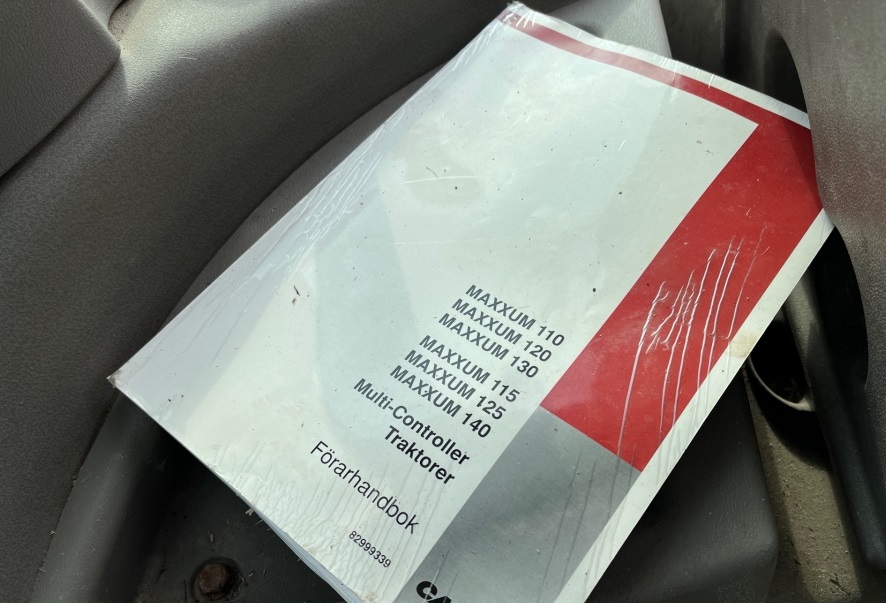 MAXXUM 110
MAXXUM 120
MAXXUM 130
MAXXUM 115
MAXXUM 125
MAXXUM 140
Multi-Controller
Traktorer
Förarhandbok
82999339